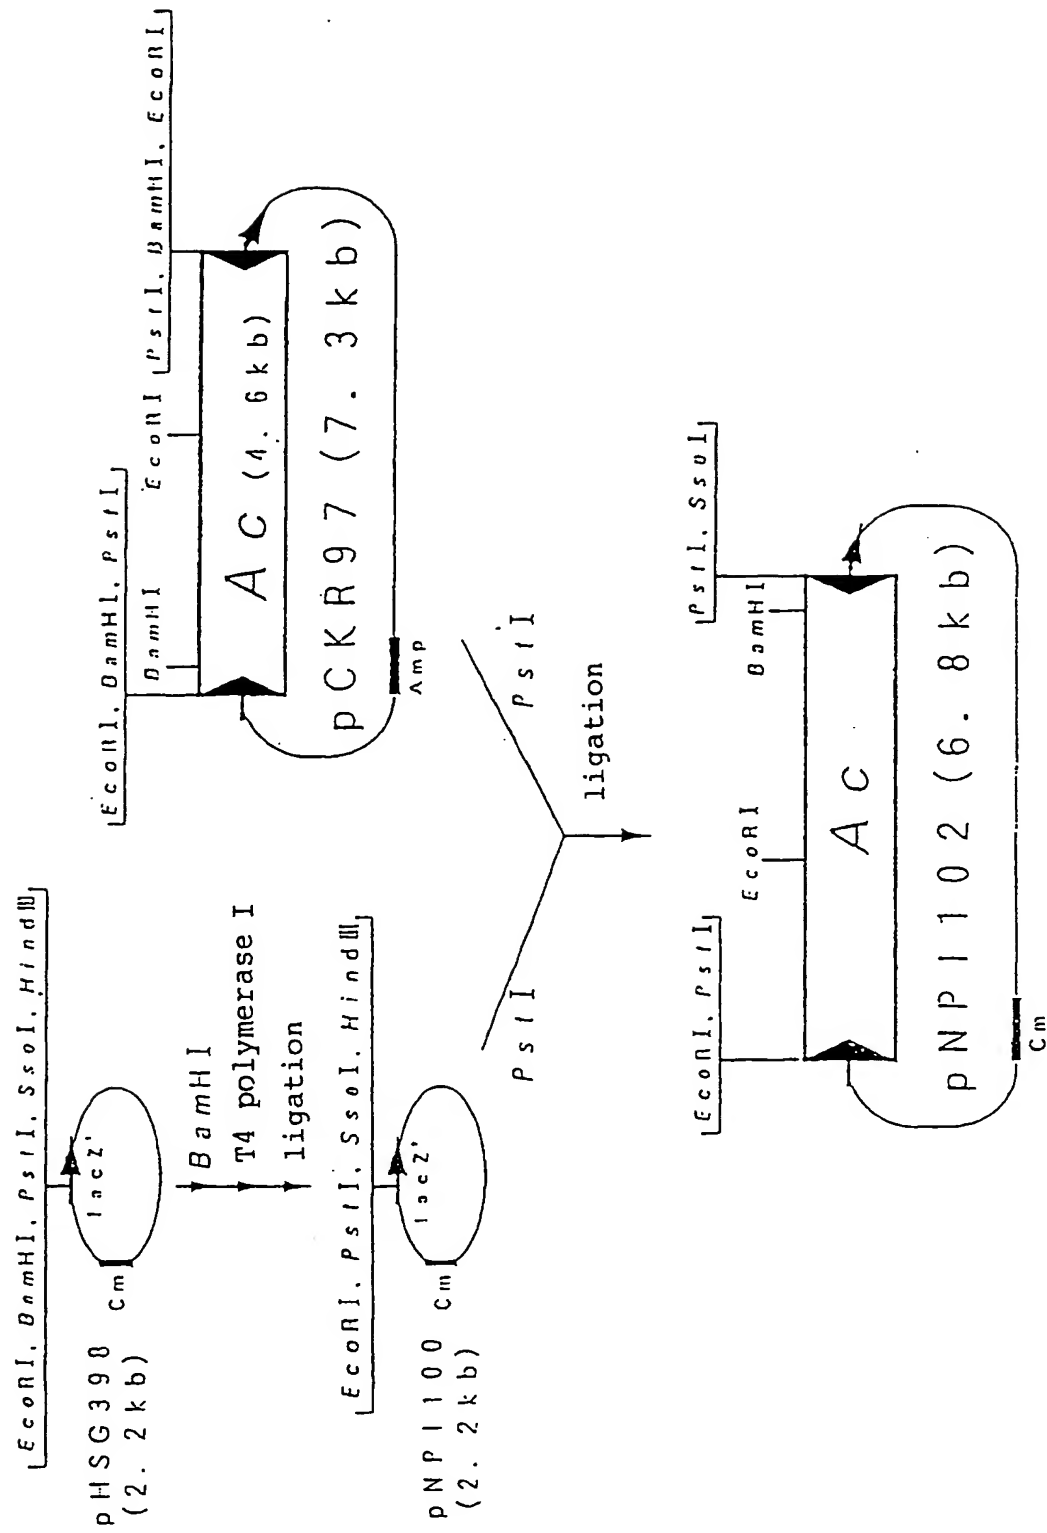 EcoRI, BamHI, PstI, SsoI, HindIII
lacZ'
Cm
pHSG398
(2. 2kb)
BamHI
T4 polymerase I
ligation
EcoRI, PstI, SsoI, HindIII
lacZ'
Cm
pNPI100
(2. 2kb)
EcoRI, BamHI, PstI
BamHI
EcoRI
PstI, BamHI, EcoRI
Ac (4. 6kb)
pCKR97 (7. 3kb)
Amp
PstI
PstI
ligation
EcoRI, PstI
EcoRI
BamHI
PstI, SsoI
Ac
pNPI102 (6. 8kb)
Cm